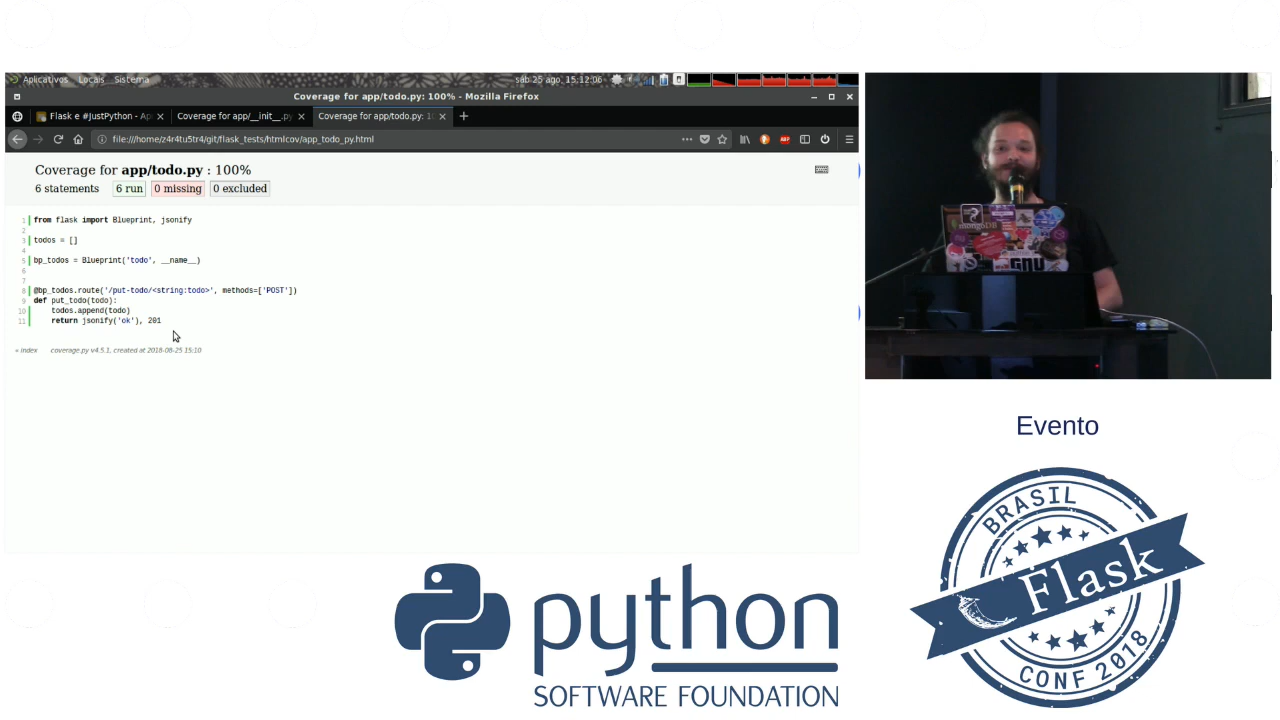 Aplicativos Locais Sistema
sáb 25 ago, 15:12:06
Coverage for app/todo.py: 100% - Mozilla Firefox
Flask e #JustPython - Ap
Coverage for app/__init__.py
Coverage for app/todo.py: 1
file:///home/z4r4tu5tr4/git/flask_tests/htmlcov/app_todo_py.html
ABP
Coverage for app/todo.py : 100%
6 statements 6 run 0 missing 0 excluded
1 from flask import Blueprint, jsonify
2
3 todos = []
4
5 bp_todos = Blueprint('todo', __name__)
6
7
8 @bp_todos.route('/put-todo/<string:todo>', methods=['POST'])
9 def put_todo(todo):
10 todos.append(todo)
11 return jsonify('ok'), 201
« index coverage.py v4.5.1, created at 2018-08-25 15:10
mongoDB
GNU
Evento
BRASIL
Flask
CONF 2018
python
SOFTWARE FOUNDATION